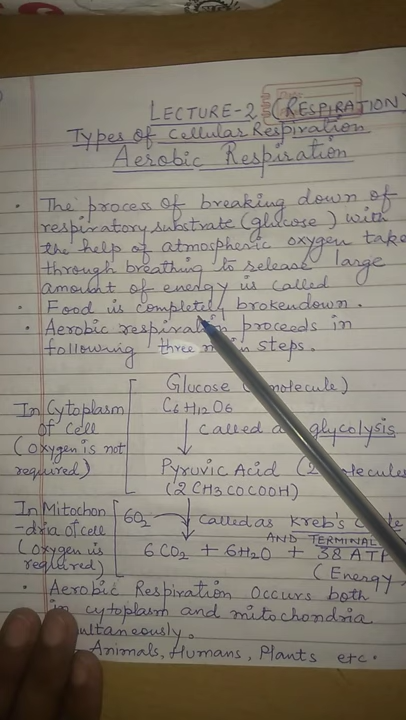 LECTURE-2 (RESPIRATION)
Types of Cellular Respiration
Aerobic Respiration
• The process of breaking down of
respiratory substrate (glucose) with
the help of atmospheric oxygen take
through breathing to release large
amount of energy is called
• Food is completely brokendown.
• Aerobic respiration proceeds in
following three main steps.
Glucose molecule)
In Cytoplasm
of cell
(oxygen is not
required)
C6H12O6
called as glycolysis
Pyruvic Acid (2 molecules
(2CH3COCOOH)
In Mitochon
-dria of cell
(oxygen is
required)
6O2
called as Kreb's
AND TERMINAL
6CO2 + 6H2O + 38 ATP
(Energy
• Aerobic Respiration occurs both
in cytoplasm and mitochondria
Animals, Humans, Plants etc.